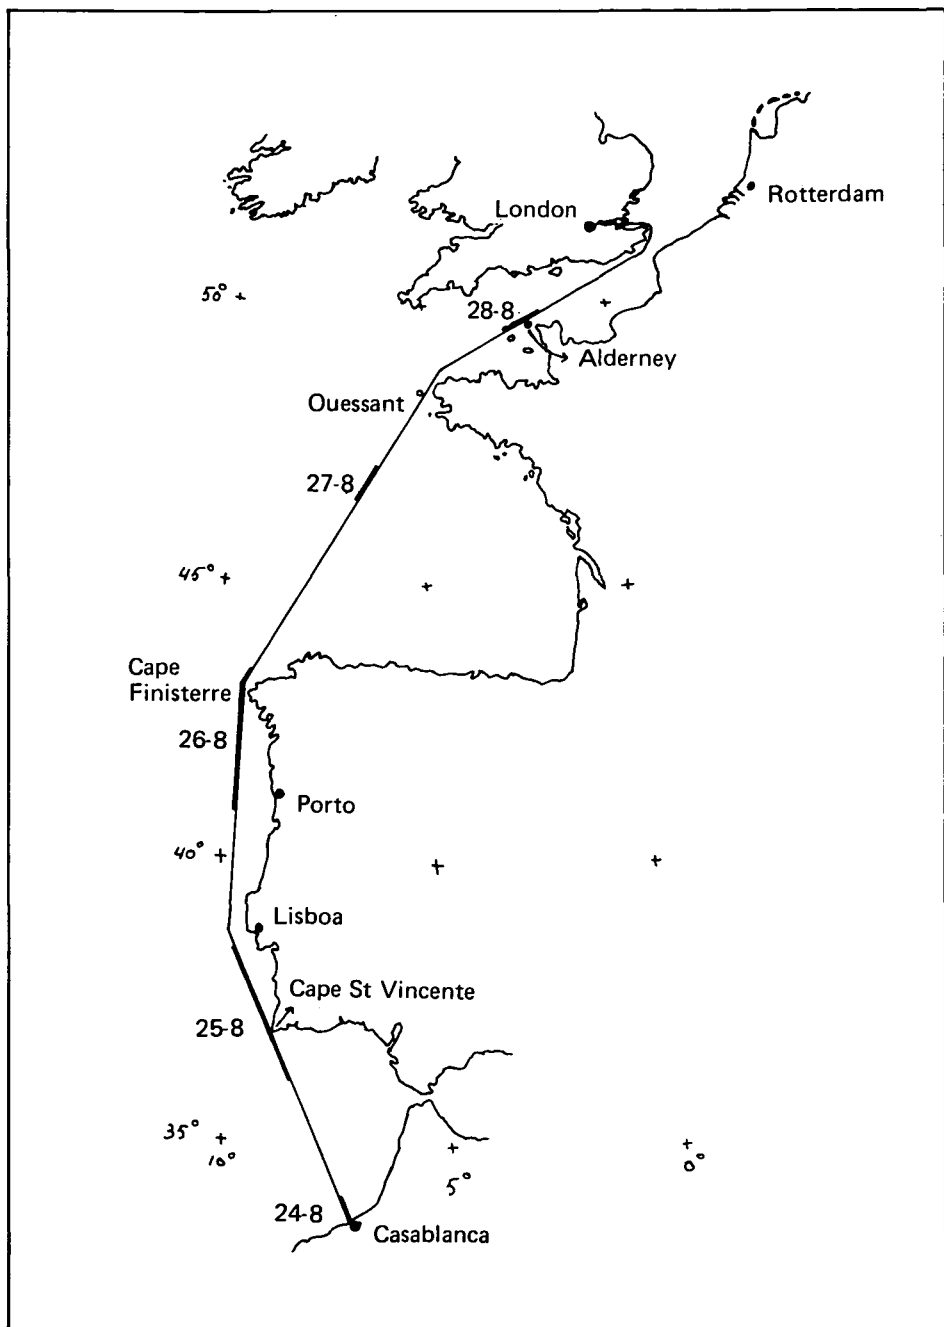 Rotterdam
London
50°
28-8
Alderney
Ouessant
27-8
45°
Cape
Finisterre
26-8
Porto
40°
Lisboa
Cape St Vincente
25-8
35°
10°
5°
0°
24-8
Casablanca